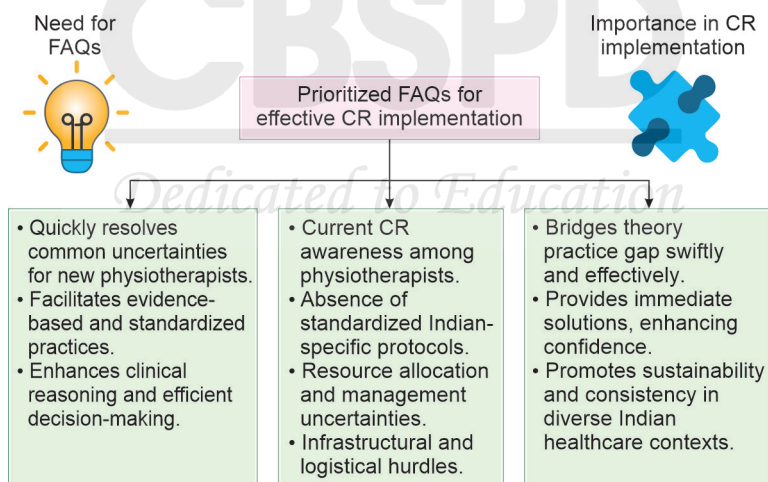 CBSPD
Need for
FAQs
Importance in CR
implementation
Prioritized FAQs for
effective CR implementation
Dedicated to Education
• Quickly resolves
common uncertainties
for new physiotherapists.
• Facilitates evidence-
based and standardized
practices.
• Enhances clinical
reasoning and efficient
decision-making.
• Current CR
awareness among
physiotherapists.
• Absence of
standardized Indian-
specific protocols.
• Resource allocation
and management
uncertainties.
• Infrastructural and
logistical hurdles.
• Bridges theory
practice gap swiftly
and effectively.
• Provides immediate
solutions, enhancing
confidence.
• Promotes sustainability
and consistency in
diverse Indian
healthcare contexts.